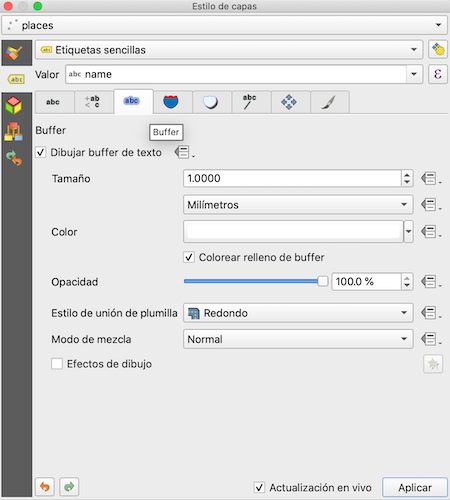 Estilo de capas
places
abc Etiquetas sencillas
Valor abc name ε
abc +ab < c abc abc
Buffer
Buffer
Dibujar buffer de texto
Tamaño 1.0000
Milímetros
Color
Colorear relleno de buffer
Opacidad 100.0 %
Estilo de unión de plumilla Redondo
Modo de mezcla Normal
Efectos de dibujo
Actualización en vivo Aplicar